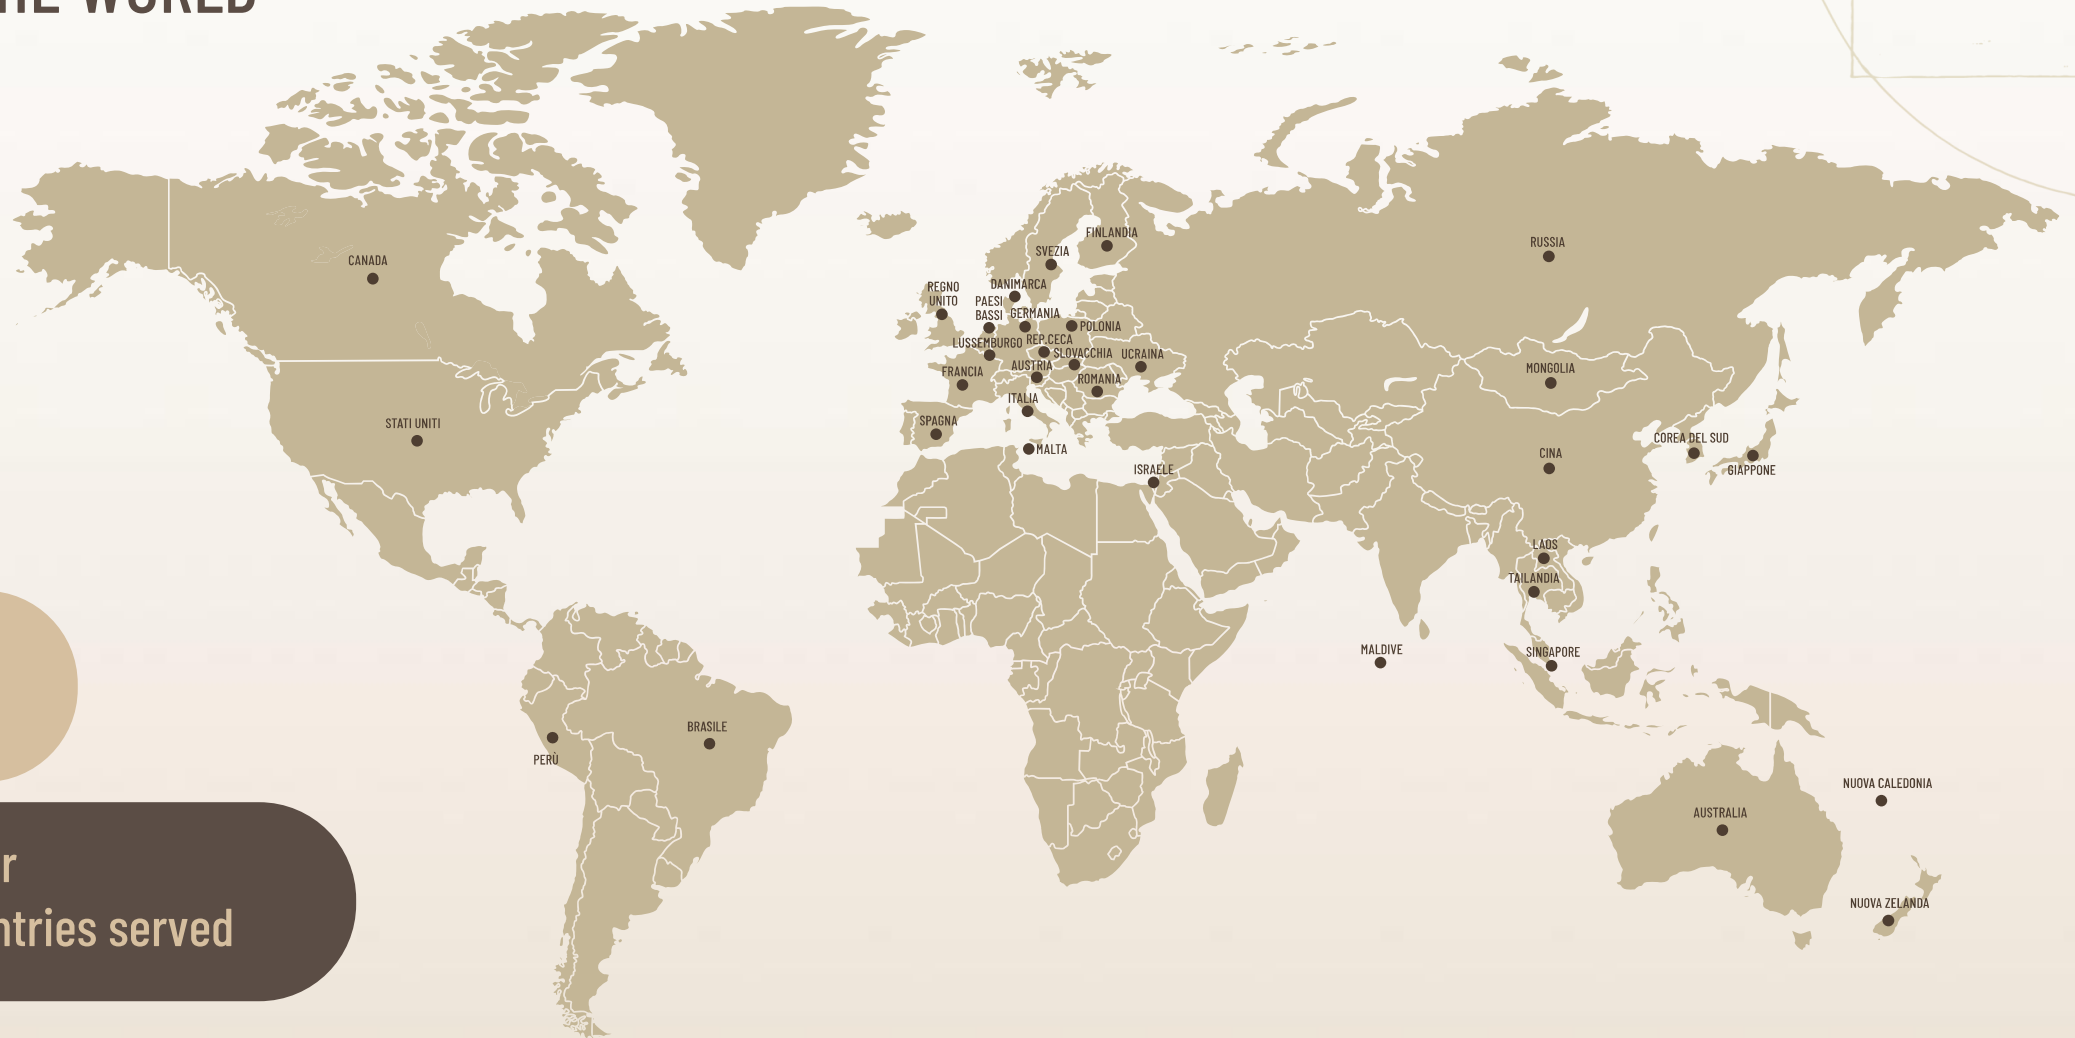 THE WORLD
CANADA
STATI UNITI
PERÙ
BRASILE
FINLANDIA
SVEZIA
DANIMARCA
REGNO
UNITO
PAESI
BASSI
GERMANIA
POLONIA
LUSSEMBURGO
REP.CECA
SLOVACCHIA
UCRAINA
AUSTRIA
FRANCIA
ROMANIA
ITALIA
SPAGNA
MALTA
ISRAELE
RUSSIA
MONGOLIA
CINA
COREA DEL SUD
GIAPPONE
LAOS
TAILANDIA
MALDIVE
SINGAPORE
NUOVA CALEDONIA
AUSTRALIA
NUOVA ZELANDA
served